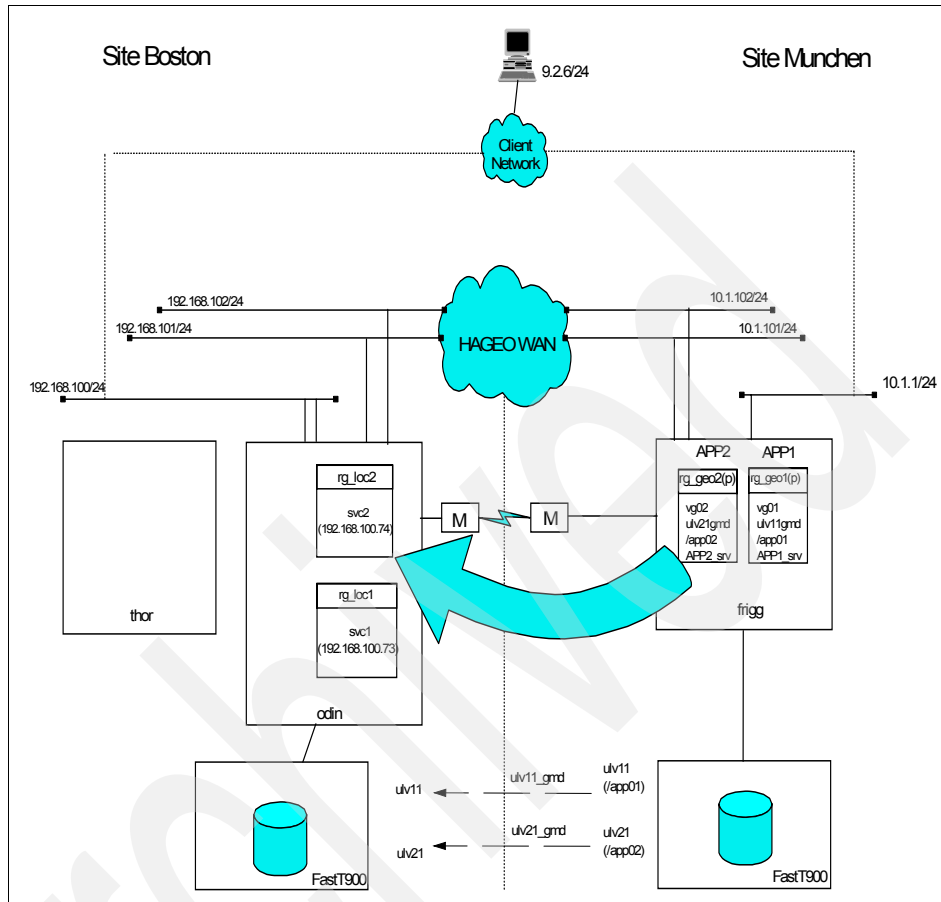 Site Boston
9.2.6/24
Site Munchen
Client
Network
192.168.102/24
10.1.102/24
192.168.101/24
10.1.101/24
HAGEO WAN
192.168.100/24
10.1.1/24
thor
rg_loc2
svc2
(192.168.100.74)
rg_loc1
svc1
(192.168.100.73)
odin
M
M
APP2
APP1
rg_geo2(p)
vg02
ulv21gmd
/app02
APP2_srv
rg_geo1(p)
vg01
ulv11gmd
/app01
APP1_srv
frigg
ulv11
ulv11_gmd
ulv11
(/app01)
ulv21
ulv21_gmd
ulv21
(/app02)
FastT900
FastT900
Archived